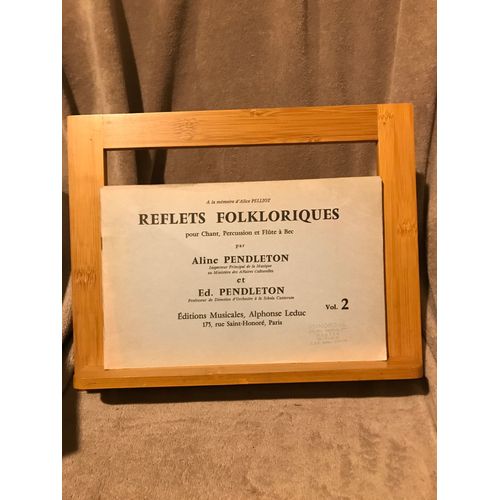 A la mémoire d'Alice PELLIOT
REFLETS FOLKLORIQUES
pour Chant, Percussion et Flûte à Bec
par
Aline PENDLETON
Inspecteur Principal de la Musique
au Ministère des Affaires Culturelles
et
Ed. PENDLETON
Professeur de Direction d'Orchestre à la Schola Cantorum
Vol. 2
Éditions Musicales, Alphonse Leduc
175, rue Saint-Honoré, Paris